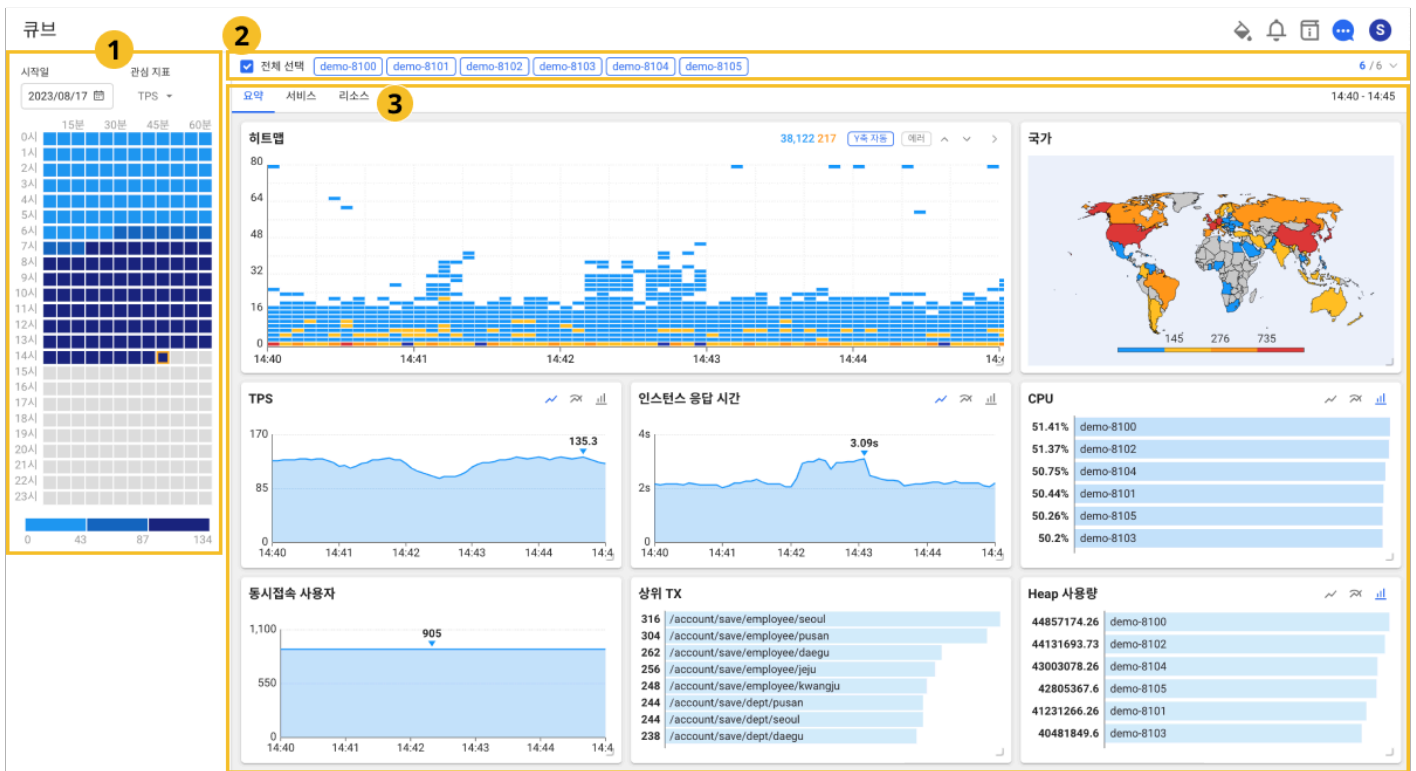 큐브
S
1
시작일 관심 지표
2023/08/17 TPS
15분 30분 45분 60분
0시
1시
2시
3시
4시
5시
6시
7시
8시
9시
10시
11시
12시
13시
14시
15시
16시
17시
18시
19시
20시
21시
22시
23시
0 43 87 134
2
전체 선택 demo-8100 demo-8101 demo-8102 demo-8103 demo-8104 demo-8105 6 / 6
3
요약 서비스 리소스 14:40 - 14:45
히트맵 38,122 217 Y축 자동 에러
80
64
48
32
16
0
14:40 14:41 14:42 14:43 14:44
국가
145 276 735
TPS
170
135.3
85
0
14:40 14:41 14:42 14:43 14:44
인스턴스 응답 시간
4s
3.09s
2s
0
14:40 14:41 14:42 14:43 14:44
CPU
51.41% demo-8100
51.37% demo-8102
50.75% demo-8104
50.44% demo-8101
50.26% demo-8105
50.2% demo-8103
동시접속 사용자
1,100
905
550
0
14:40 14:41 14:42 14:43 14:44
상위 TX
316 /account/save/employee/seoul
304 /account/save/employee/pusan
262 /account/save/employee/daegu
256 /account/save/employee/jeju
248 /account/save/employee/kwangju
244 /account/save/dept/pusan
244 /account/save/dept/seoul
238 /account/save/dept/daegu
Heap 사용량
44857174.26 demo-8100
44131693.73 demo-8102
43003078.26 demo-8104
42805367.6 demo-8105
41231266.26 demo-8101
40481849.6 demo-8103